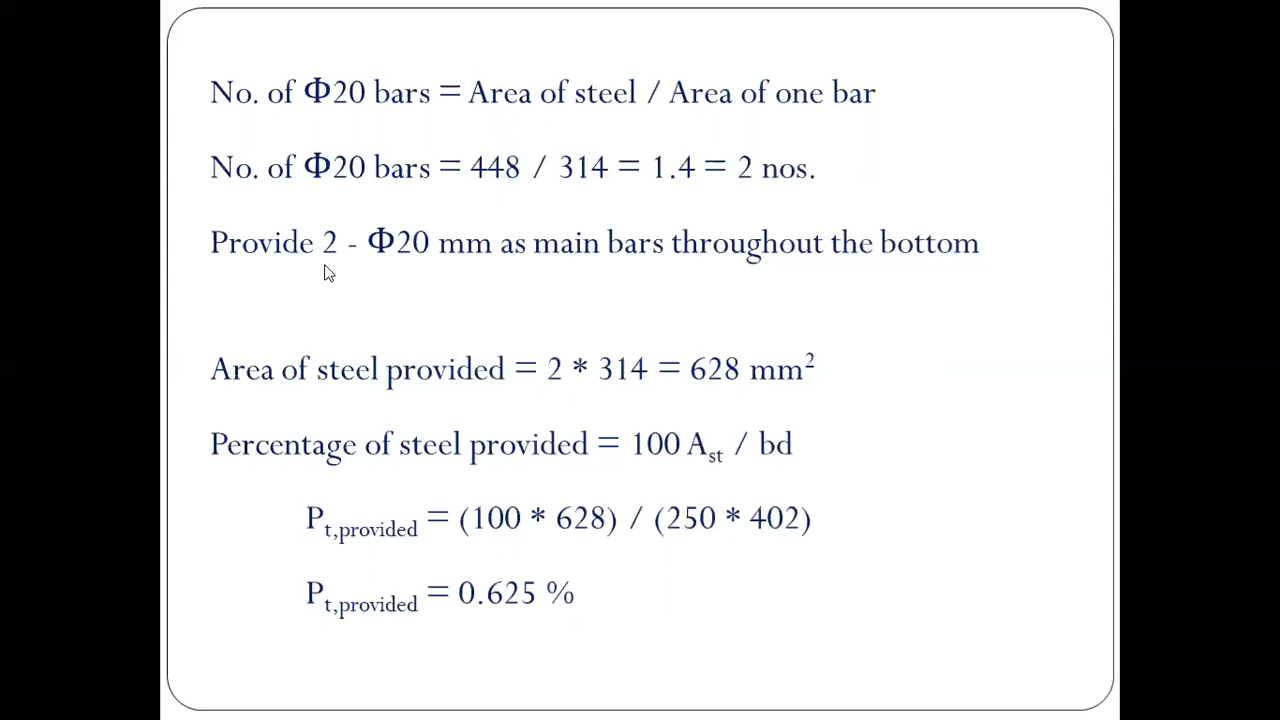 No. of Φ20 bars = Area of steel / Area of one bar
No. of Φ20 bars = 448 / 314 = 1.4 = 2 nos.
Provide 2 - Φ20 mm as main bars throughout the bottom
Area of steel provided = 2 * 314 = 628 mm²
Percentage of steel provided = 100 Ast / bd
Pt,provided = (100 * 628) / (250 * 402)
Pt,provided = 0.625 %